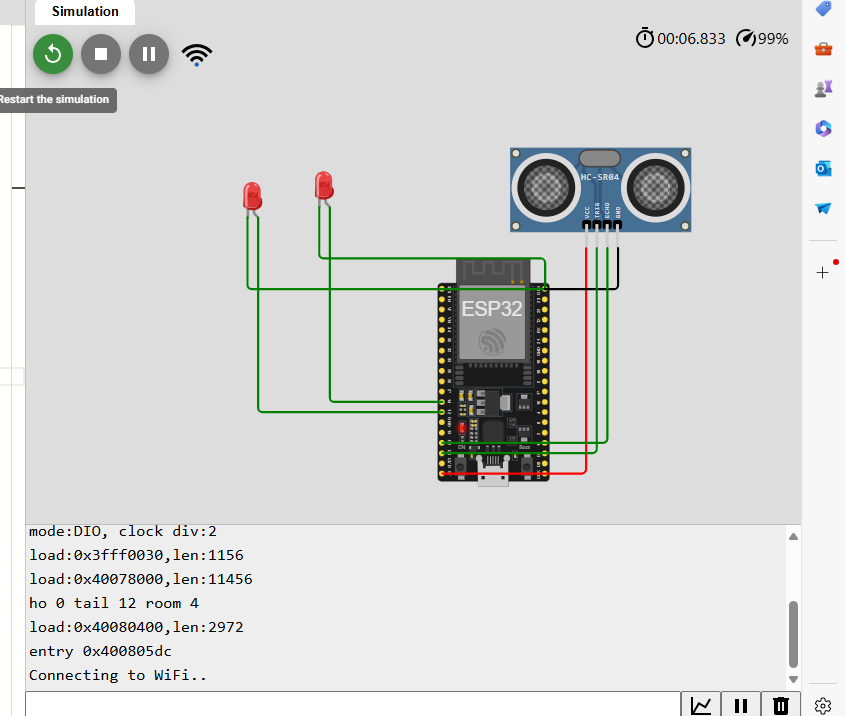 Simulation
00:06.833
99%
Restart the simulation
HC-SR04
VCC
TRIG
ECHO
GND
ESP32
EN
Boot
mode:DIO, clock div:2
load:0x3fff0030,len:1156
load:0x40078000,len:11456
ho 0 tail 12 room 4
load:0x40080400,len:2972
entry 0x400805dc
Connecting to WiFi..